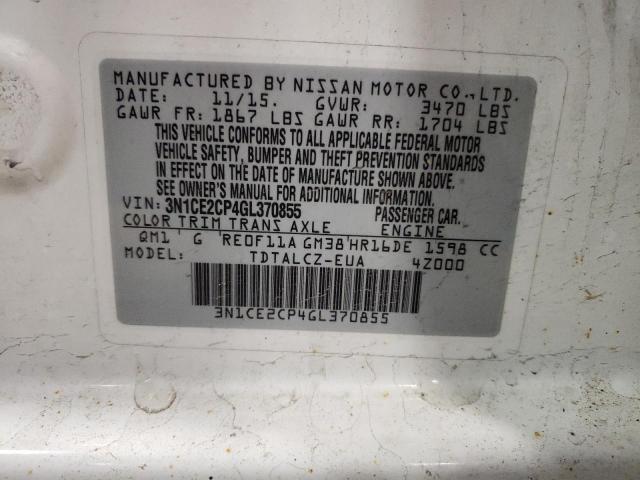 MANUFACTURED BY NISSAN MOTOR CO., LTD.
DATE: 11/15. GVWR: 3470 LBS
GAWR FR: 1867 LBS GAWR RR: 1704 LBS
THIS VEHICLE CONFORMS TO ALL APPLICABLE FEDERAL MOTOR
VEHICLE SAFETY, BUMPER AND THEFT PREVENTION STANDARDS
IN EFFECT ON THE DATE OF MANUFACTURE SHOWN ABOVE.
SEE OWNER'S MANUAL FOR ADDITIONAL INFORMATION.
VIN: 3N1CE2CP4GL370855 PASSENGER CAR.
COLOR TRIM TRANS AXLE ENGINE
QM1 ' G RE0F11A GM38'HR16DE 1598 CC
MODEL: TDTALCZ-EUA 4Z000
3N1CE2CP4GL370855